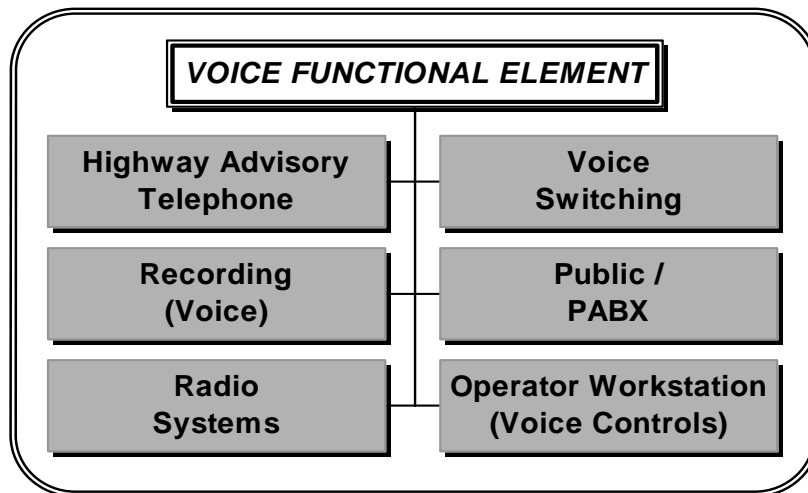 VOICE FUNCTIONAL ELEMENT
Highway Advisory
Telephone
Voice
Switching
Recording
(Voice)
Public /
PABX
Radio
Systems
Operator Workstation
(Voice Controls)